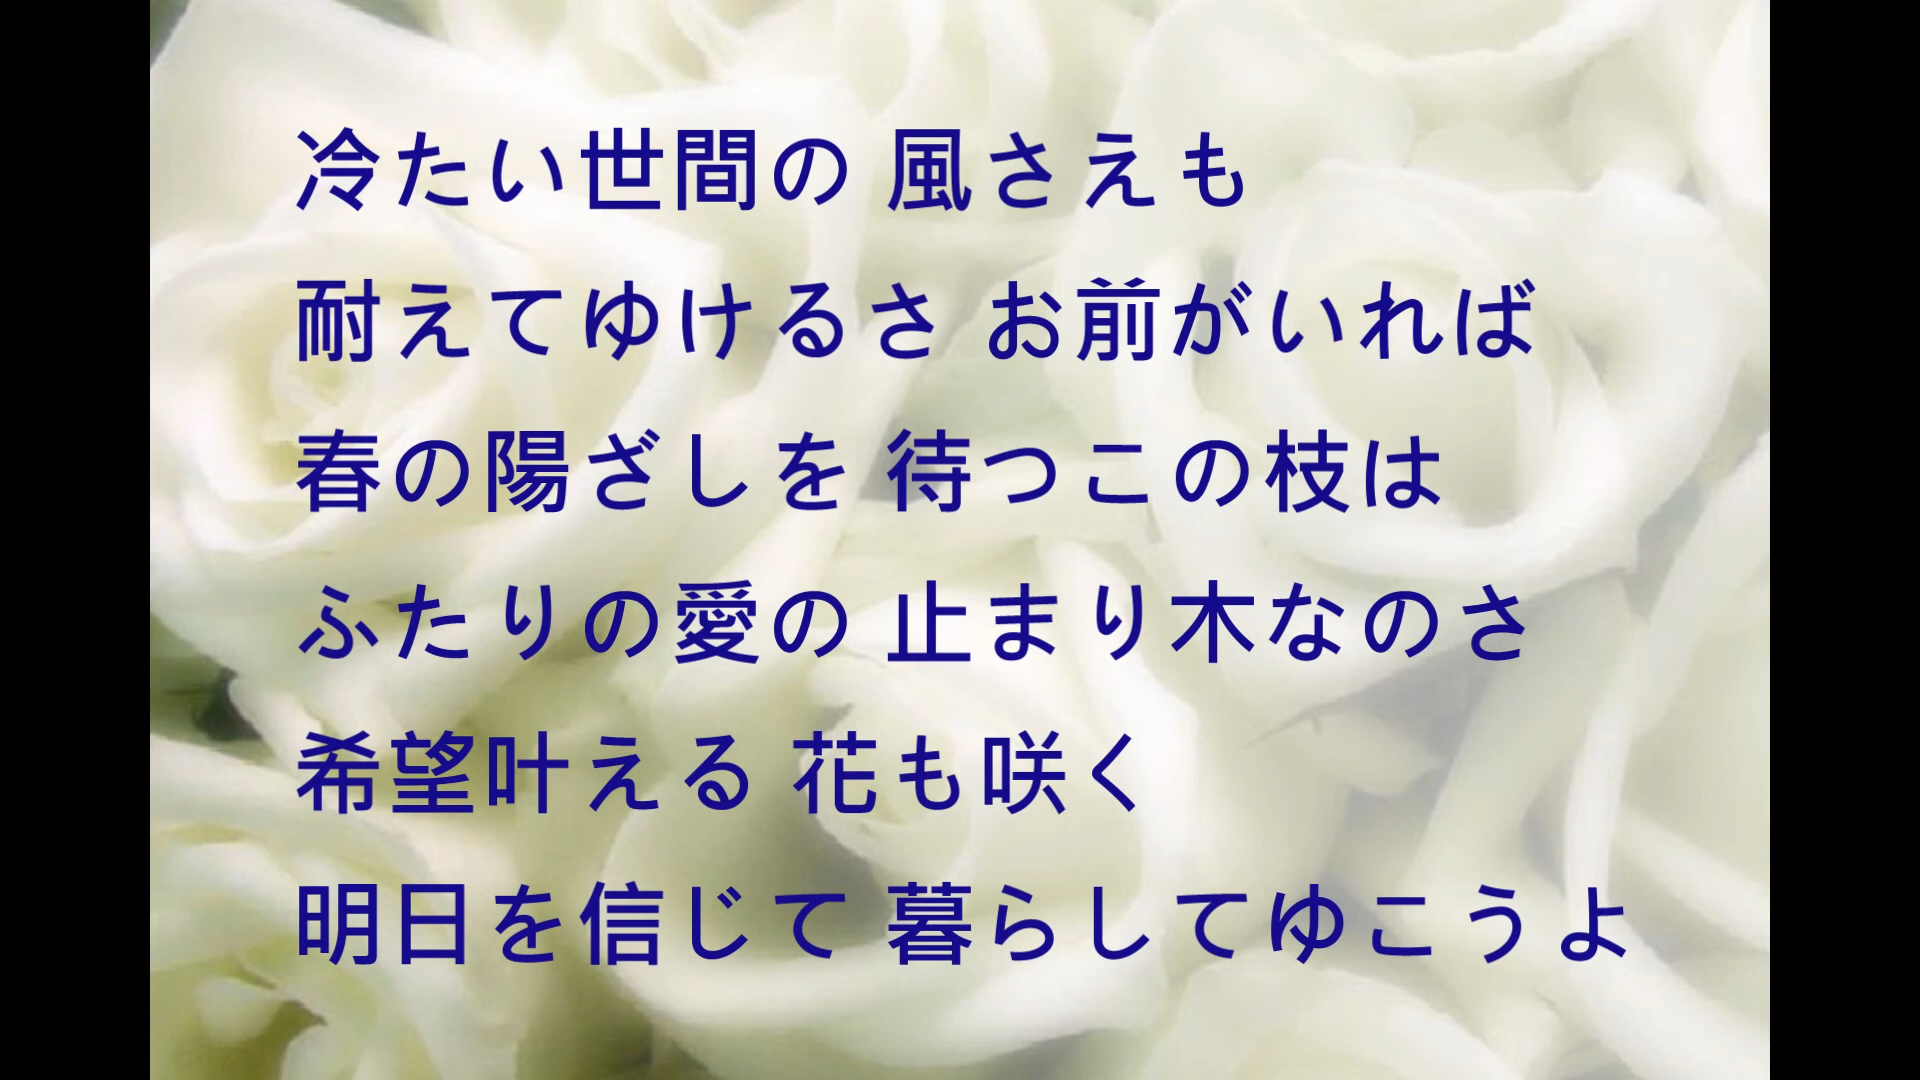 冷たい世間の 風さえも
耐えてゆけるさ お前がいれば
春の陽ざしを 待つこの枝は
ふたりの愛の 止まり木なのさ
希望叶える 花も咲く
明日を信じて 暮らしてゆこうよ